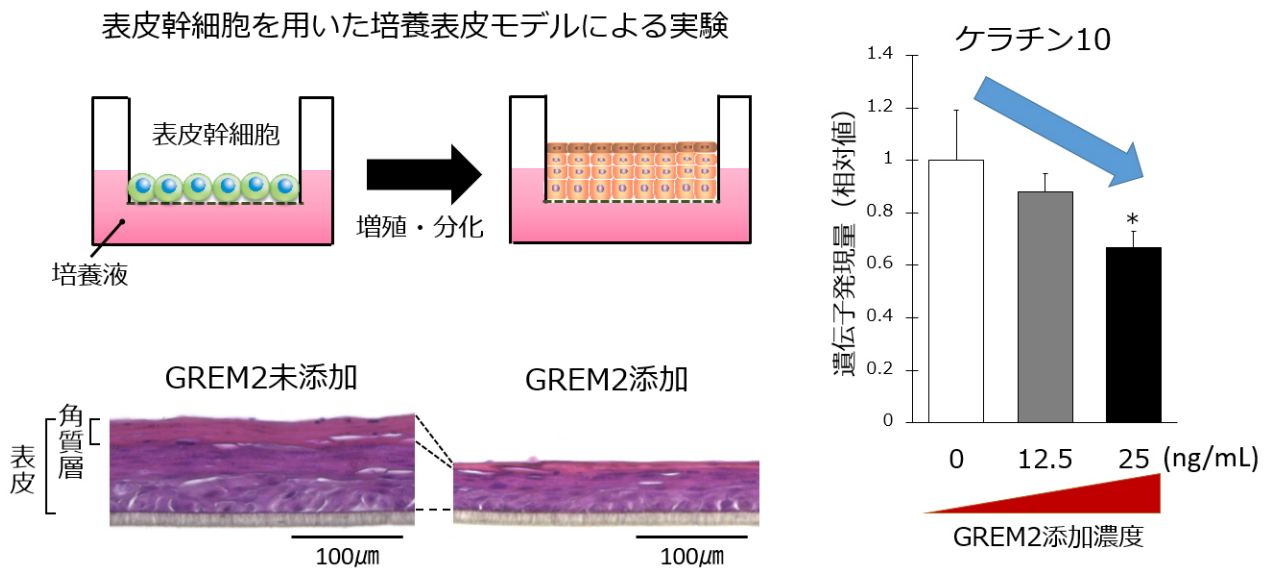 表皮幹細胞を用いた培養表皮モデルによる実験
表皮幹細胞
増殖・分化
培養液
GREM2未添加
GREM2添加
角質層
表皮
100μm
100μm
ケラチン10
遺伝子発現量（相対値）
1.4
1.2
1
0.8
0.6
0.4
0.2
0
*
0 12.5 25 (ng/mL)
GREM2添加濃度